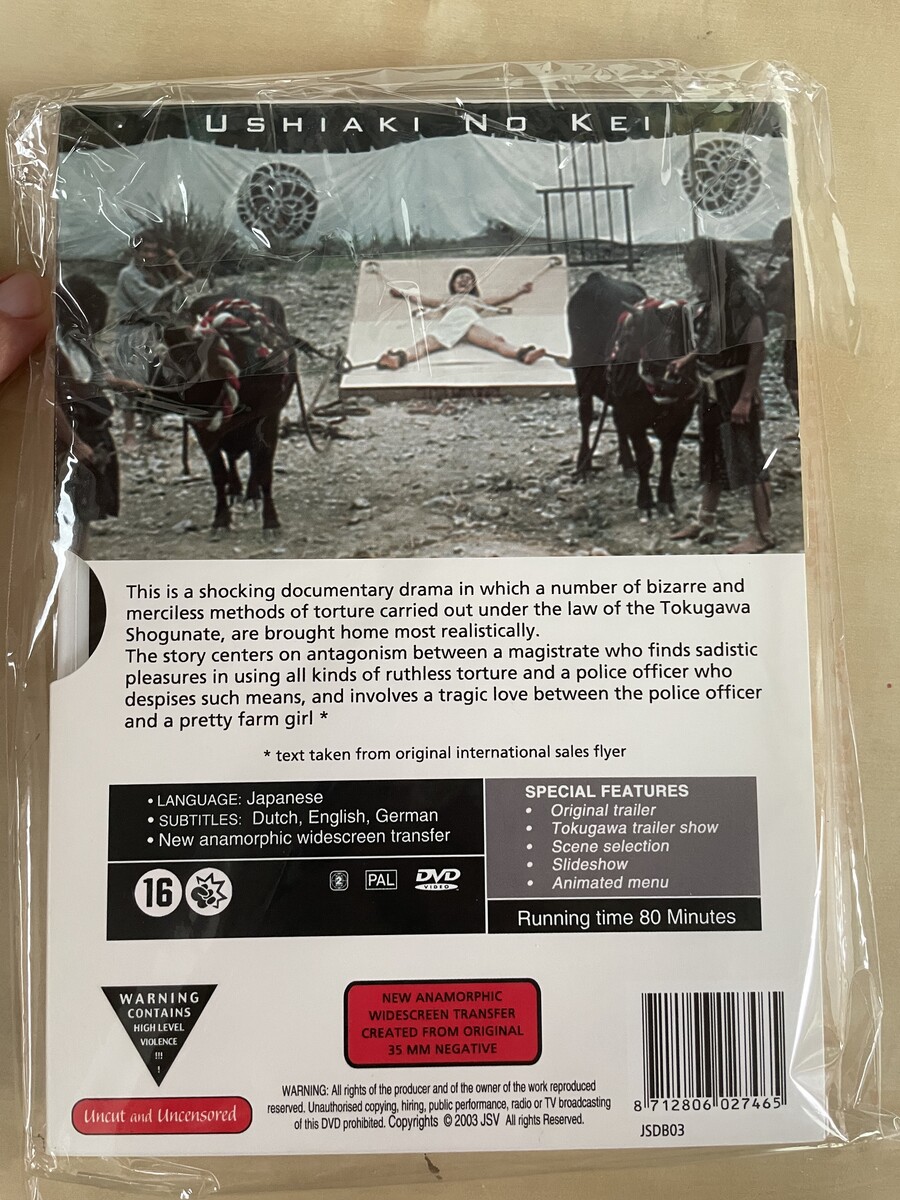 USHIAKI NO KEI
This is a shocking documentary drama in which a number of bizarre and
merciless methods of torture carried out under the law of the Tokugawa
Shogunate, are brought home most realistically.
The story centers on antagonism between a magistrate who finds sadistic
pleasures in using all kinds of ruthless torture and a police officer who
despises such means, and involves a tragic love between the police officer
and a pretty farm girl *
* text taken from original international sales flyer
• LANGUAGE: Japanese
• SUBTITLES: Dutch, English, German
• New anamorphic widescreen transfer
16
2
PAL
DVD
VIDEO
SPECIAL FEATURES
• Original trailer
• Tokugawa trailer show
• Scene selection
• Slideshow
• Animated menu
Running time 80 Minutes
WARNING
CONTAINS
HIGH LEVEL
VIOLENCE
!!!
!
Uncut and Uncensored
NEW ANAMORPHIC
WIDESCREEN TRANSFER
CREATED FROM ORIGINAL
35 MM NEGATIVE
WARNING: All rights of the producer and of the owner of the work reproduced
reserved. Unauthorised copying, hiring, public performance, radio or TV broadcasting
of this DVD prohibited. Copyrights © 2003 JSV All rights Reserved.
8 712806 027465
JSDB03